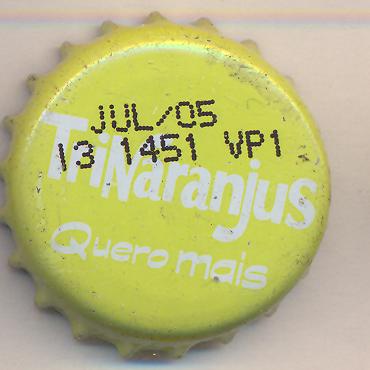 JUL/05
13 1451 VP1
TriNaranjus
Quero mais